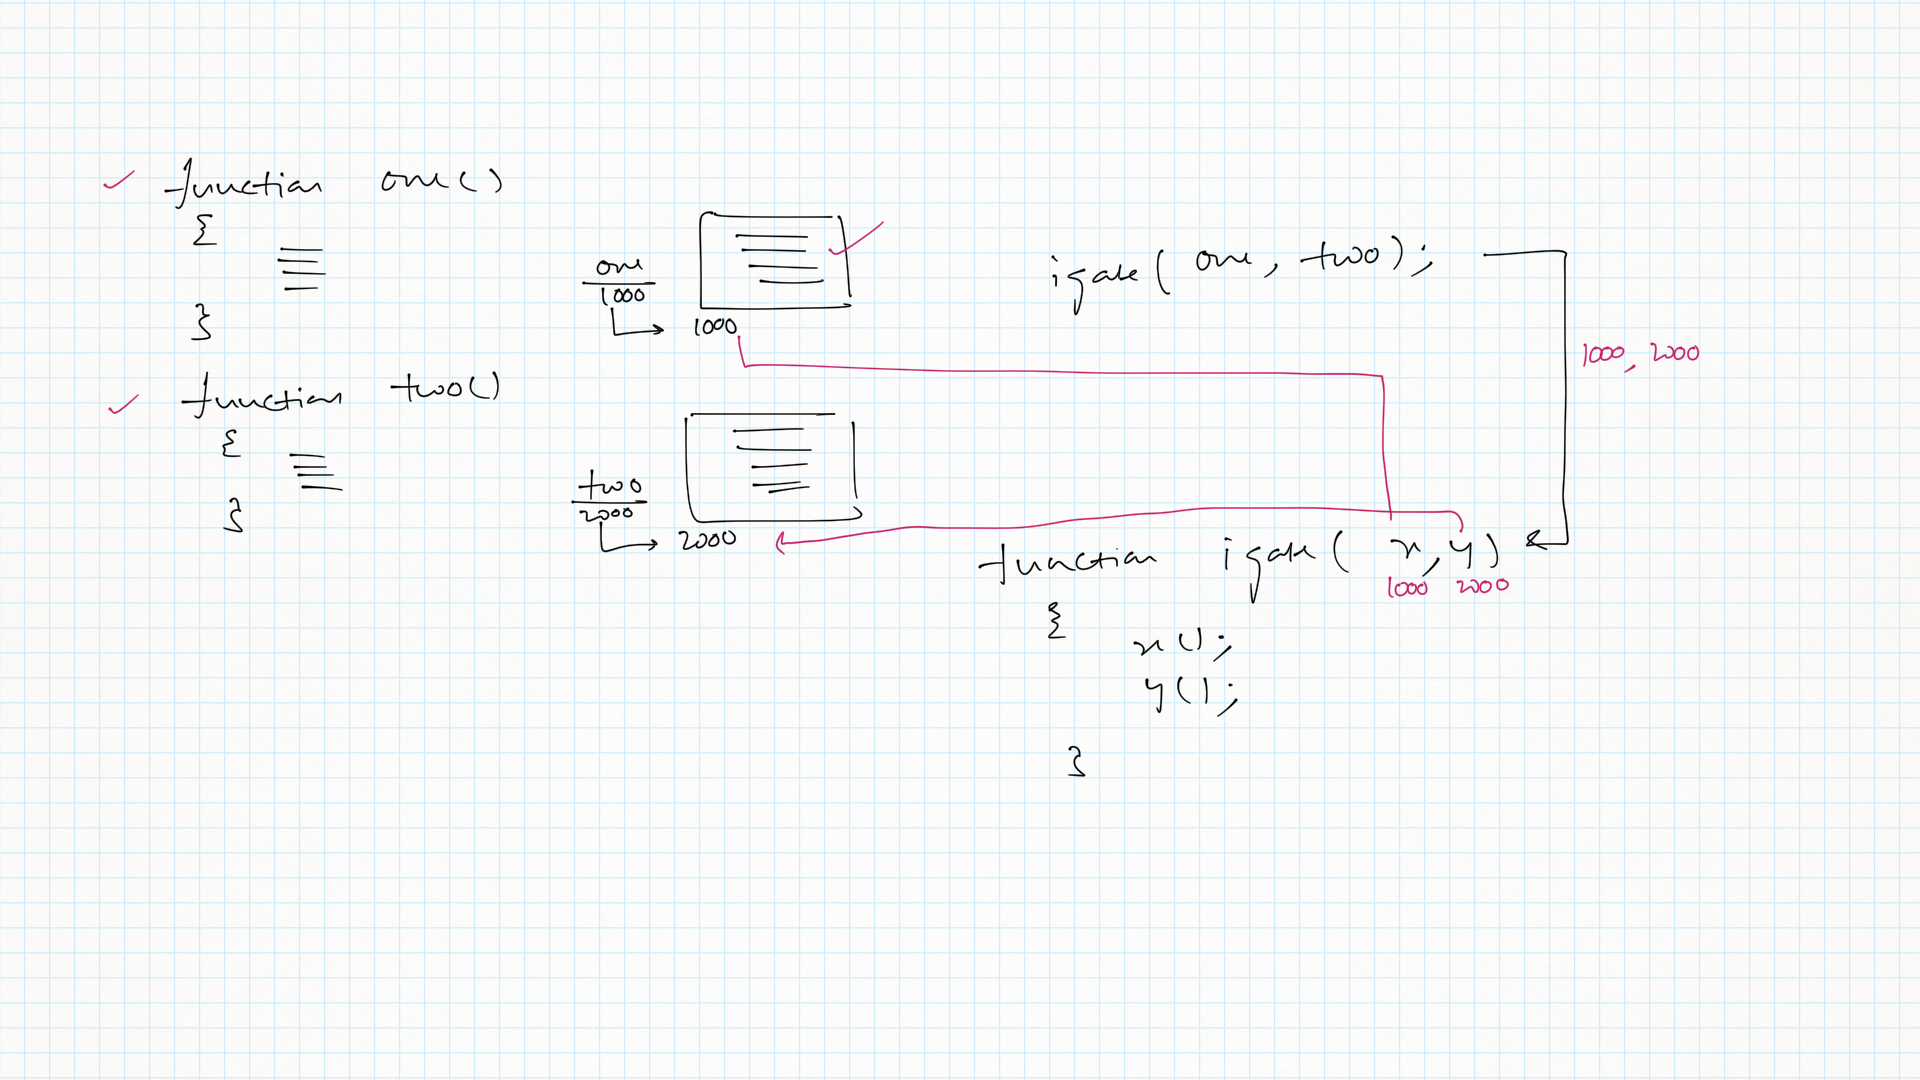 function one()
{
}
function two()
{
}
one
1000
1000
two
2000
2000
igate( one, two);
1000, 2000
function igate( x, y)
1000 2000
{
x();
y();
}